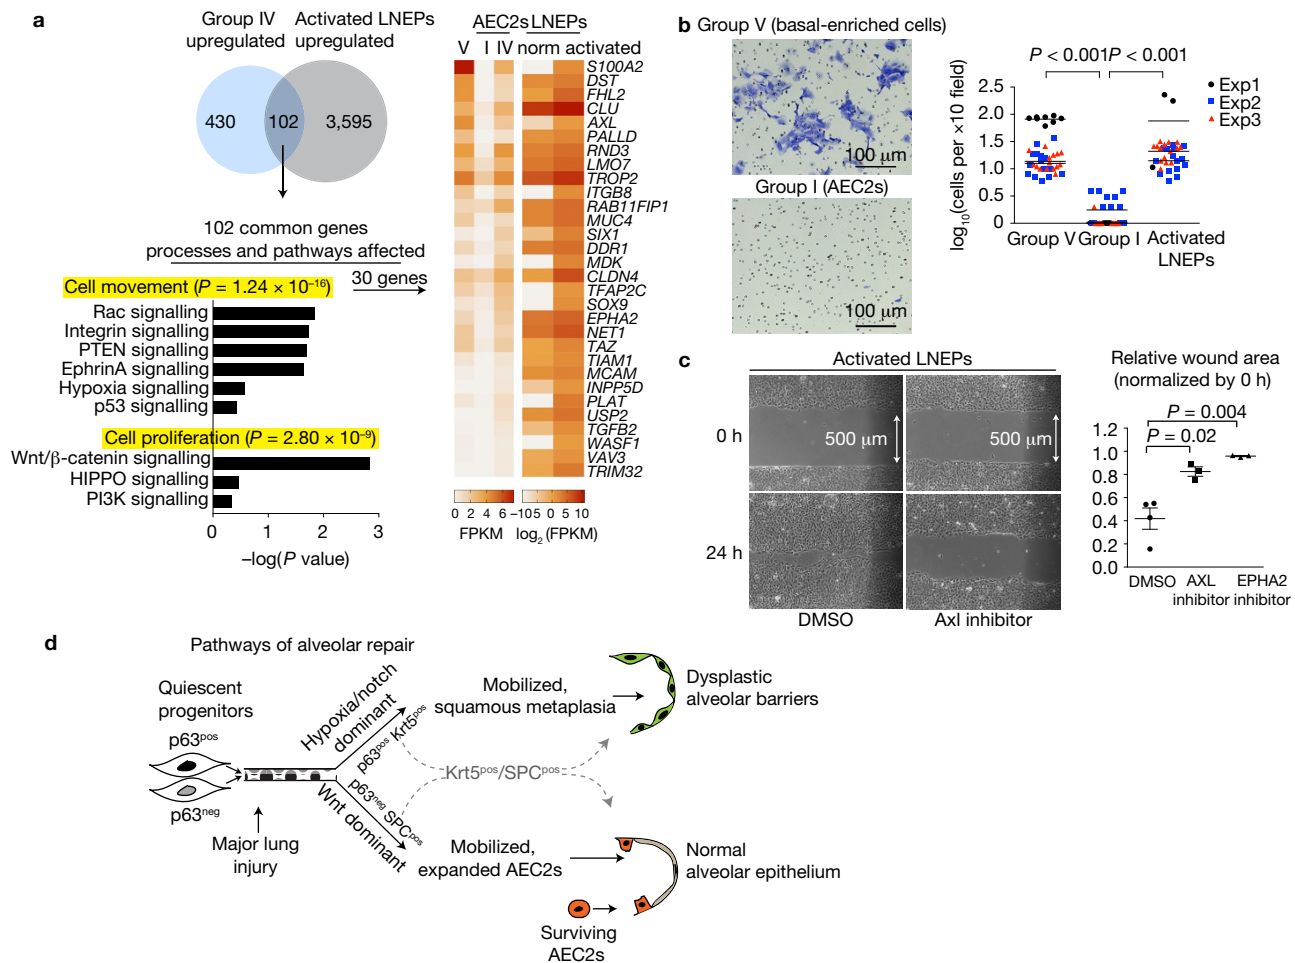 a
Group IV
upregulated
Activated LNEPs
upregulated
430
102
3,595
102 common genes
processes and pathways affected
30 genes
Cell movement (P = 1.24 × 10⁻¹⁶)
Rac signalling
Integrin signalling
PTEN signalling
EphrinA signalling
Hypoxia signalling
p53 signalling
Cell proliferation (P = 2.80 × 10⁻⁹)
Wnt/β-catenin signalling
HIPPO signalling
PI3K signalling
0 1 2 3
–log(P value)
AEC2s LNEPs
V I IV norm activated
S100A2
DST
FHL2
CLU
AXL
PALLD
RND3
LMO7
TROP2
ITGB8
RAB11FIP1
MUC4
SIX1
DDR1
MDK
CLDN4
TFAP2C
SOX9
EPHA2
NET1
TAZ
TIAM1
MCAM
INPP5D
PLAT
USP2
TGFB2
WASF1
VAV3
TRIM32
0 2 4 6 –10 5 0 5 10
FPKM log₂ (FPKM)
b
Group V (basal-enriched cells)
100 µm
Group I (AEC2s)
100 µm
P < 0.001 P < 0.001
log₁₀(cells per ×10 field)
2.5
2.0
1.5
1.0
0.5
0
Group V Group I Activated
LNEPs
Exp1
Exp2
Exp3
c
Activated LNEPs
0 h
500 µm
500 µm
24 h
DMSO
Axl inhibitor
Relative wound area
(normalized by 0 h)
P = 0.004
P = 0.02
1.2
1.0
0.8
0.6
0.4
0.2
0.0
DMSO AXL EPHA2
inhibitor inhibitor
d
Pathways of alveolar repair
Quiescent
progenitors
p63ᵖᵒˢ
p63ⁿᵉᵍ
Major lung
injury
Hypoxia/notch
dominant
p63ᵖᵒˢ Krt5ᵖᵒˢ
p63ⁿᵉᵍ SPCᵖᵒˢ
Wnt dominant
Mobilized,
squamous metaplasia
Krt5ᵖᵒˢ/SPCᵖᵒˢ
Mobilized,
expanded AEC2s
Dysplastic
alveolar barriers
Normal
alveolar epithelium
Surviving
AEC2s